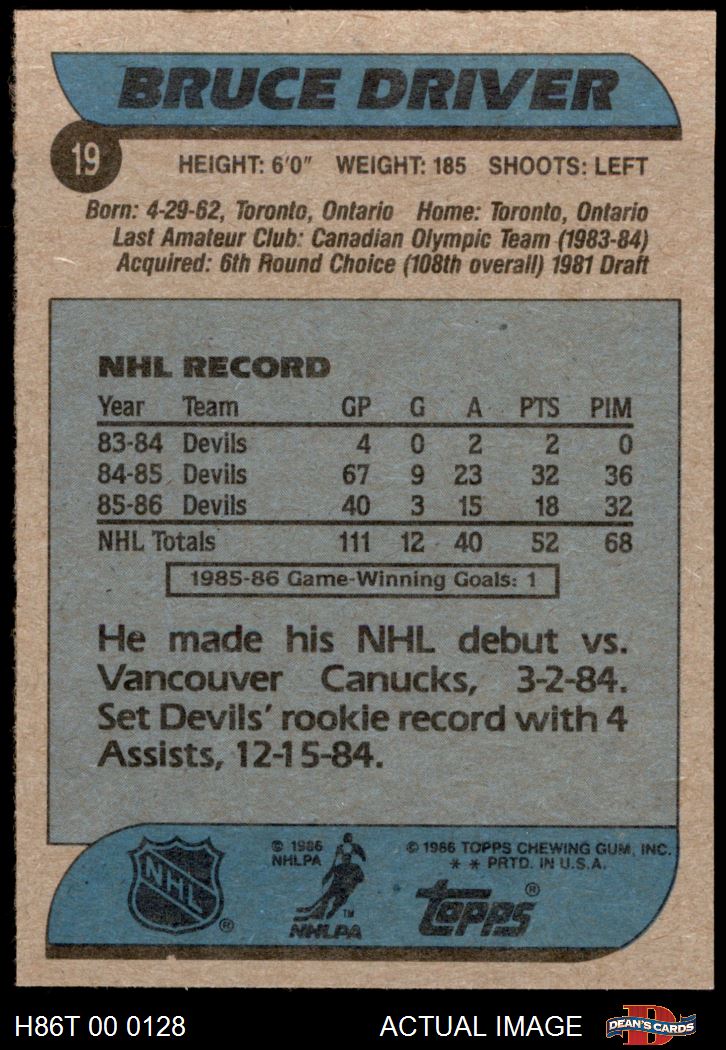 BRUCE DRIVER
19
HEIGHT: 6'0" WEIGHT: 185 SHOOTS: LEFT
Born: 4-29-62, Toronto, Ontario Home: Toronto, Ontario
Last Amateur Club: Canadian Olympic Team (1983-84)
Acquired: 6th Round Choice (108th overall) 1981 Draft
NHL RECORD
Year Team GP G A PTS PIM
83-84 Devils 4 0 2 2 0
84-85 Devils 67 9 23 32 36
85-86 Devils 40 3 15 18 32
NHL Totals 111 12 40 52 68
1985-86 Game-Winning Goals: 1
He made his NHL debut vs.
Vancouver Canucks, 3-2-84.
Set Devils' rookie record with 4
Assists, 12-15-84.
NHL ®
© 1986
NHLPA
TM
NHLPA
© 1986 TOPPS CHEWING GUM, INC.
* * PRTD. IN U.S.A.
TOPPS ®
H86T 00 0128 ACTUAL IMAGE
D
DEAN'S CARDS